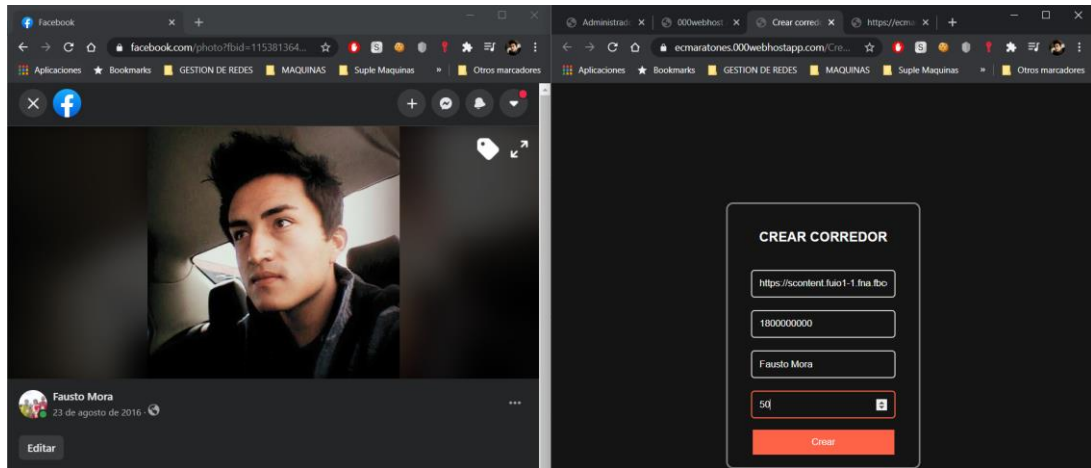 Facebook
facebook.com/photo?fbid=115381364...
Aplicaciones
Bookmarks
GESTION DE REDES
MAQUINAS
Suple Maquinas
»
Otros marcadores
Fausto Mora
23 de agosto de 2016 ·
Editar
Administrado
000webhost
Crear corred
https://ecma
ecmaratones.000webhostapp.com/Cre...
Aplicaciones
Bookmarks
GESTION DE REDES
MAQUINAS
Suple Maquinas
»
Otros marcadores
CREAR CORREDOR
https://scontent.fuio1-1.fna.fbc
1800000000
Fausto Mora
50
Crear